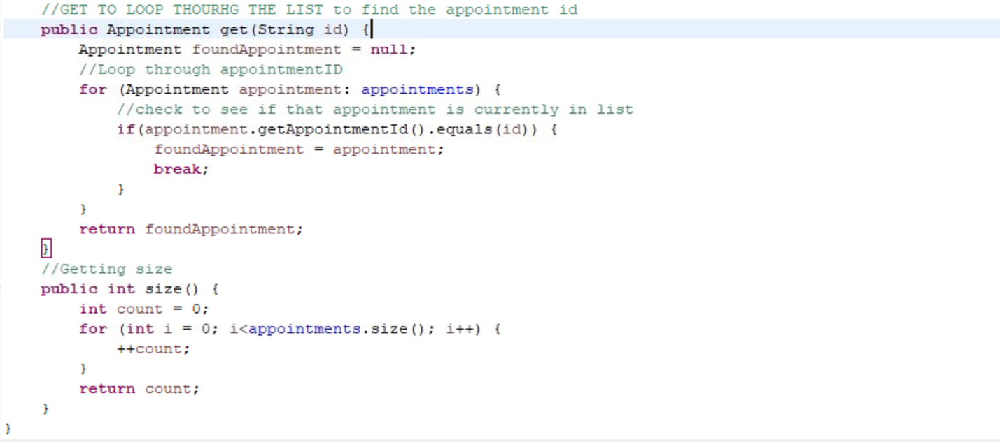 //GET TO LOOP THOURHG THE LIST to find the appointment id
public Appointment get(String id) {
Appointment foundAppointment = null;
//Loop through appointmentID
for (Appointment appointment: appointments) {
//check to see if that appointment is currently in list
if(appointment.getAppointmentId().equals(id)) {
foundAppointment = appointment;
break;
}
}
return foundAppointment;
}
//Getting size
public int size() {
int count = 0;
for (int i = 0; i<appointments.size(); i++) {
++count;
}
return count;
}
}